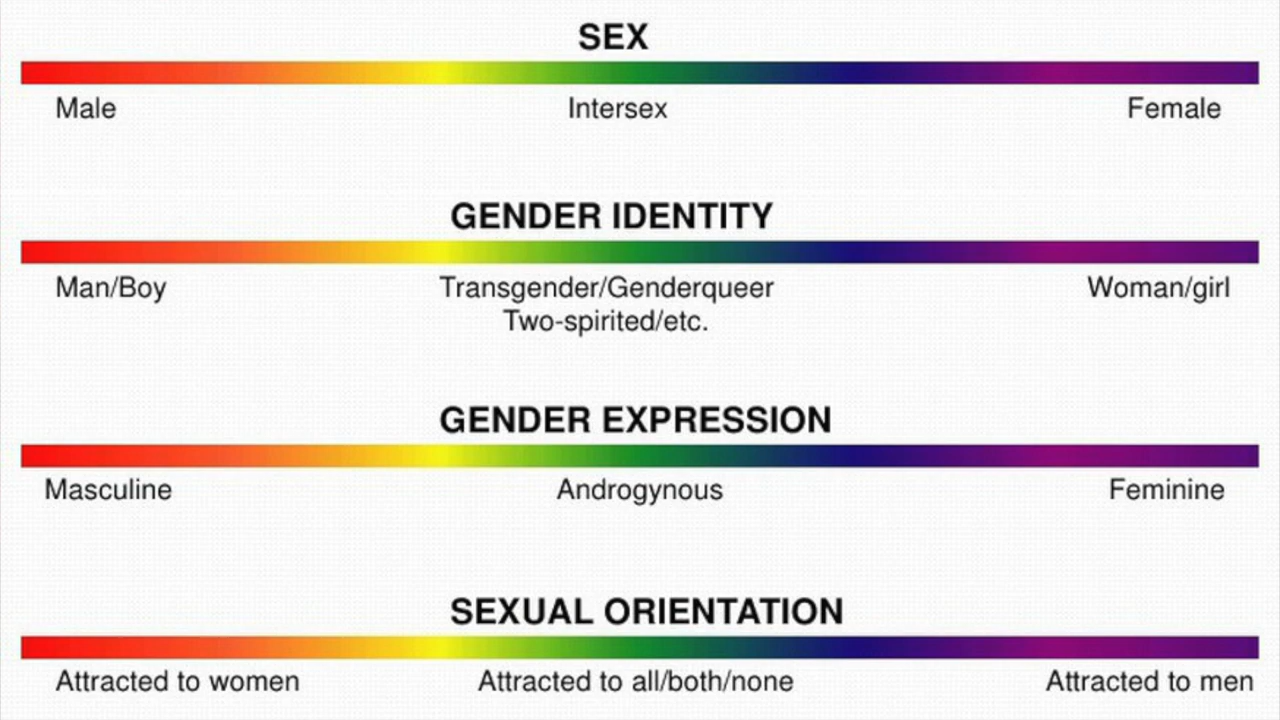 SEX
Male Intersex Female
GENDER IDENTITY
Man/Boy Transgender/Genderqueer Woman/girl
Two-spirited/etc.
GENDER EXPRESSION
Masculine Androgynous Feminine
SEXUAL ORIENTATION
Attracted to women Attracted to all/both/none Attracted to men